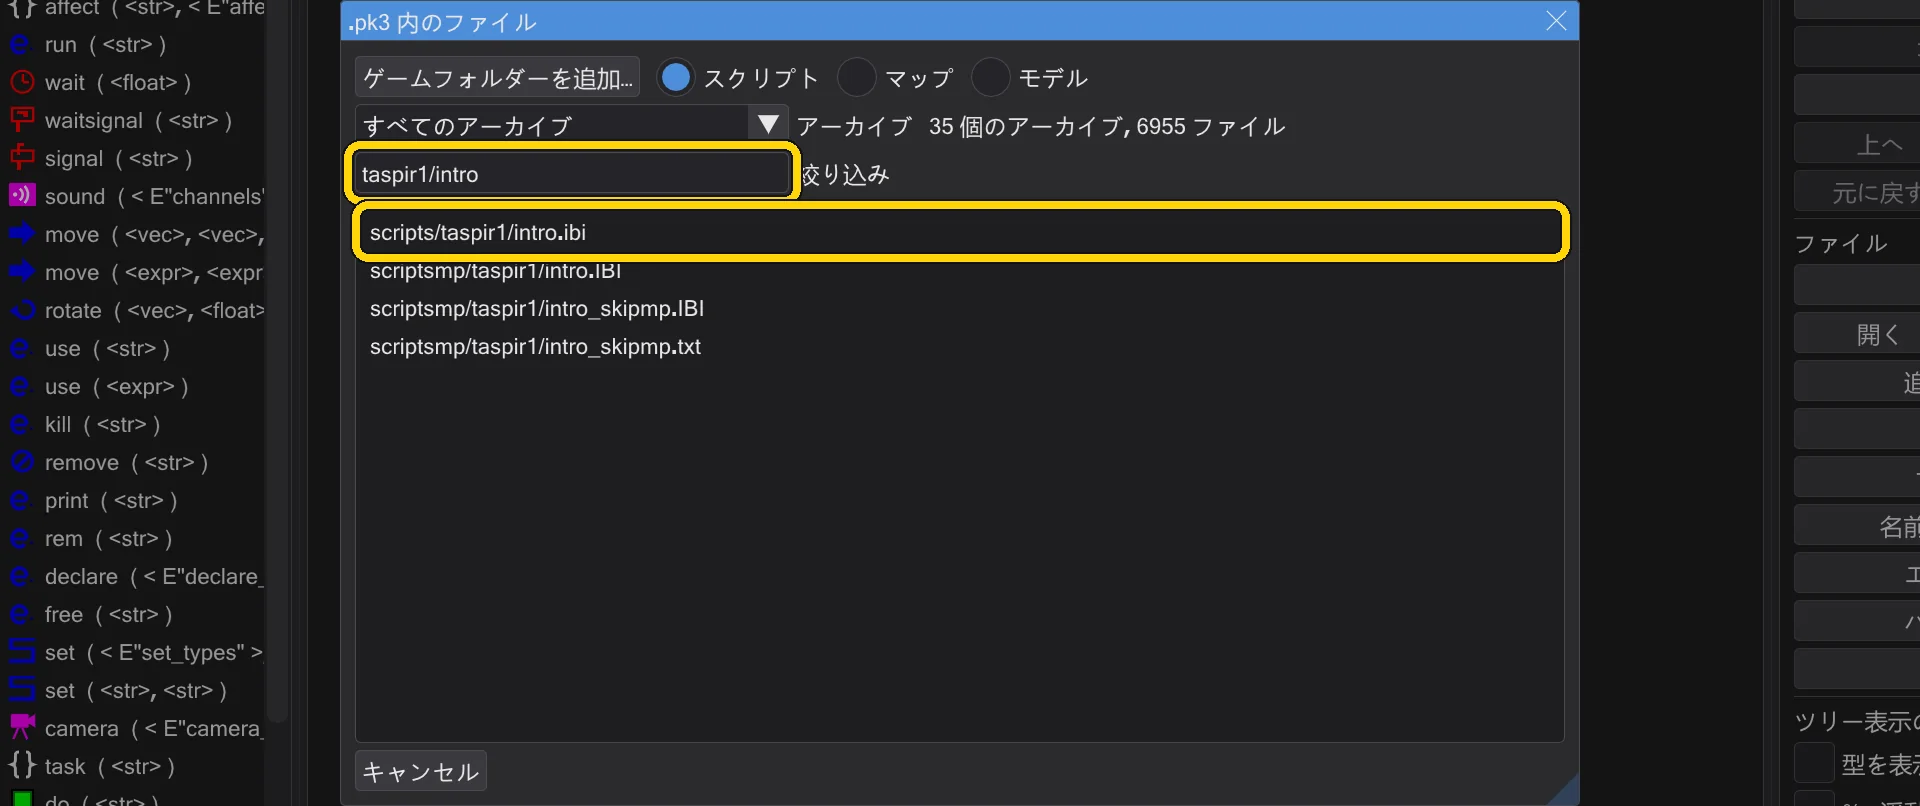 affect ( <str>, < E"affe
run ( <str> )
wait ( <float> )
waitsignal ( <str> )
signal ( <str> )
sound ( < E"channels"
move ( <vec>, <vec>,
move ( <expr>, <expr
rotate ( <vec>, <float>
use ( <str> )
use ( <expr> )
kill ( <str> )
remove ( <str> )
print ( <str> )
rem ( <str> )
declare ( < E"declare_
free ( <str> )
set ( < E"set_types" >,
set ( <str>, <str> )
camera ( < E"camera_
task ( <str> )
do ( <str> )
.pk3 内のファイル
ゲームフォルダーを追加... スクリプト マップ モデル
すべてのアーカイブ アーカイブ 35 個のアーカイブ, 6955 ファイル
taspir1/intro 絞り込み
scripts/taspir1/intro.ibi
scriptsmp/taspir1/intro.IBI
scriptsmp/taspir1/intro_skipmp.IBI
scriptsmp/taspir1/intro_skipmp.txt
キャンセル
上へ
元に戻す
ファイル
開く
追
名前
エ
ツリー表示の
型を表示